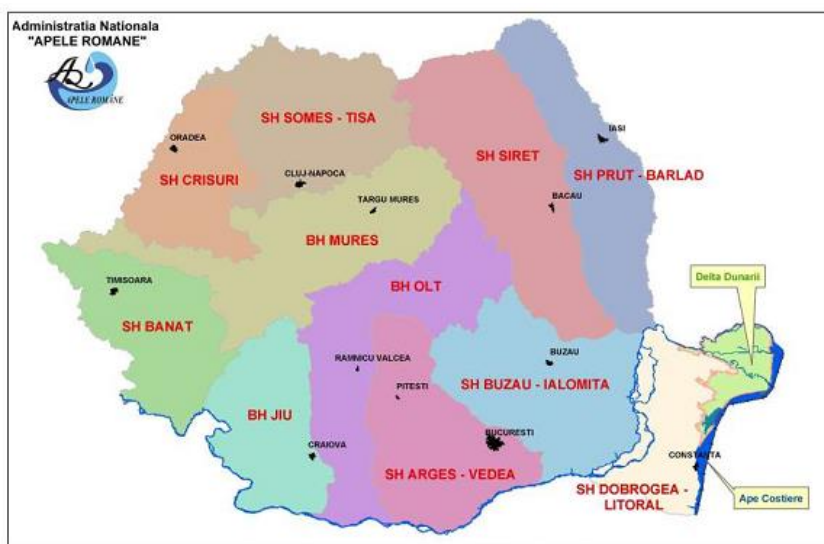 Administratia Nationala
"APELE ROMANE"
APELE ROMÂNE
SH SOMES - TISA
ORADEA
IASI
SH CRISURI
CLUJ-NAPOCA
SH SIRET
SH PRUT - BARLAD
TARGU MURES
BACAU
BH MURES
Delta Dunarii
TIMISOARA
BH OLT
SH BANAT
RAMNICU VALCEA
BUZAU
PITESTI
SH BUZAU - IALOMITA
BH JIU
BUCURESTI
CRAIOVA
CONSTANTA
SH ARGES - VEDEA
SH DOBROGEA -
LITORAL
Ape Costiere